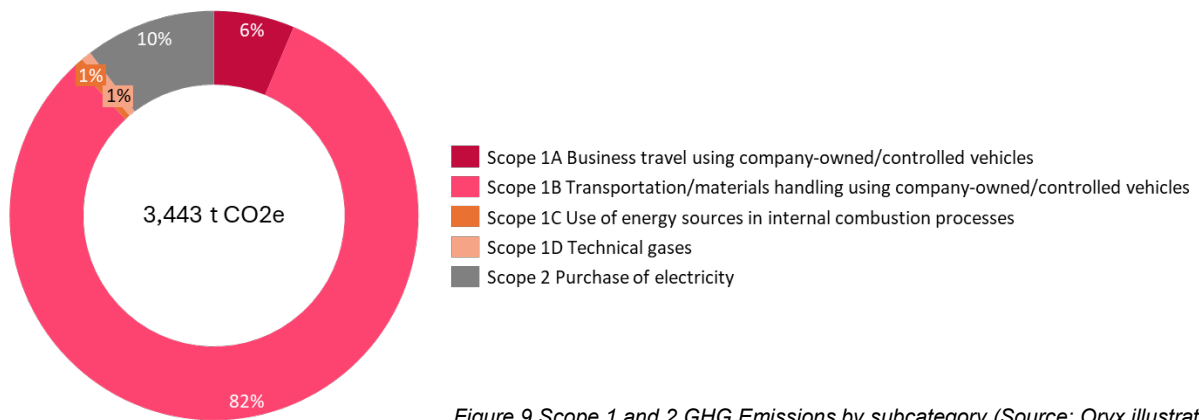 10%
6%
1%
1%
3,443 t CO2e
82%
Scope 1A Business travel using company-owned/controlled vehicles
Scope 1B Transportation/materials handling using company-owned/controlled vehicles
Scope 1C Use of energy sources in internal combustion processes
Scope 1D Technical gases
Scope 2 Purchase of electricity
Figure 9 Scope 1 and 2 GHG Emissions by subcategory (Source: Oryx illustrat